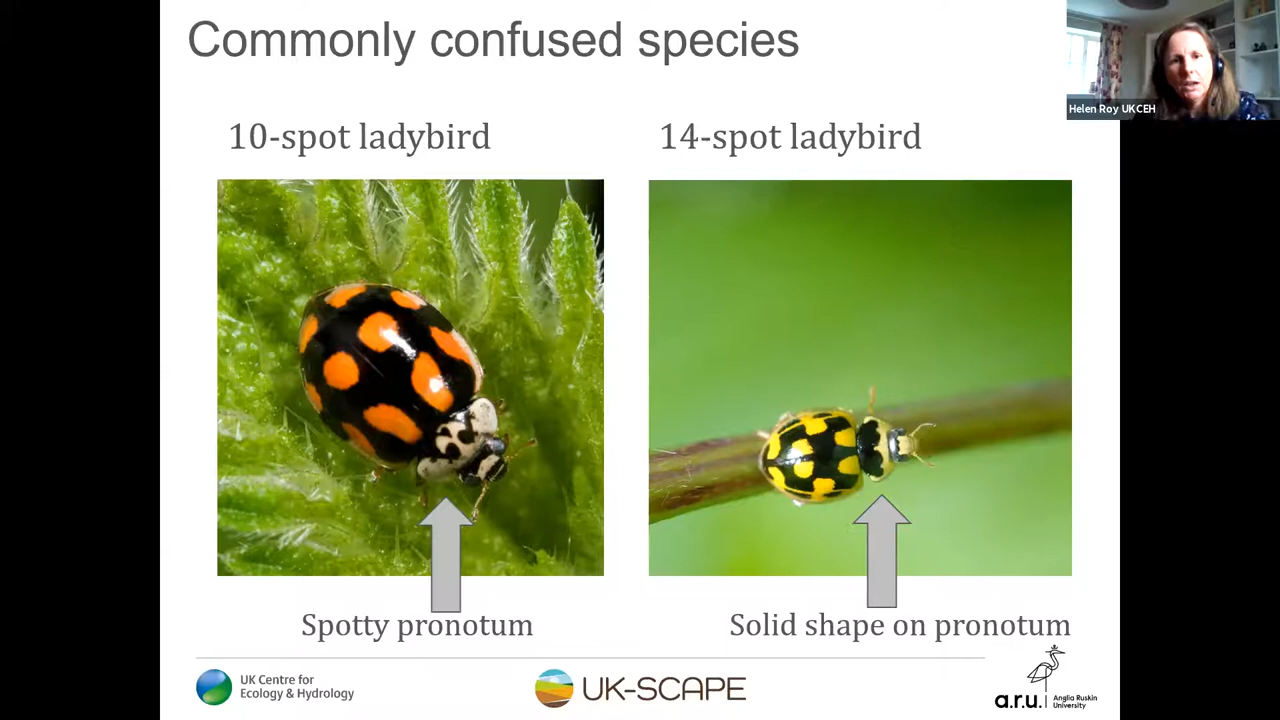 Commonly confused species
Helen Roy UKCEH
10-spot ladybird
14-spot ladybird
Spotty pronotum
Solid shape on pronotum
UK Centre for
Ecology & Hydrology
UK-SCAPE
a.r.u.
Anglia Ruskin
University